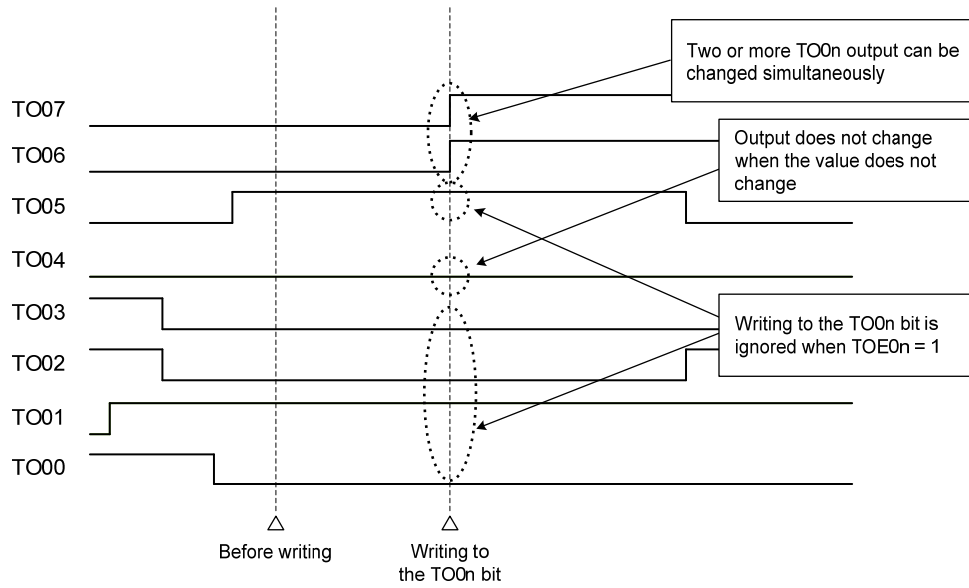 Two or more TO0n output can be
changed simultaneously
TO07
Output does not change
when the value does not
change
TO06
TO05
TO04
TO03
Writing to the TO0n bit is
ignored when TOE0n = 1
TO02
TO01
TO00
Before writing
Writing to
the TO0n bit